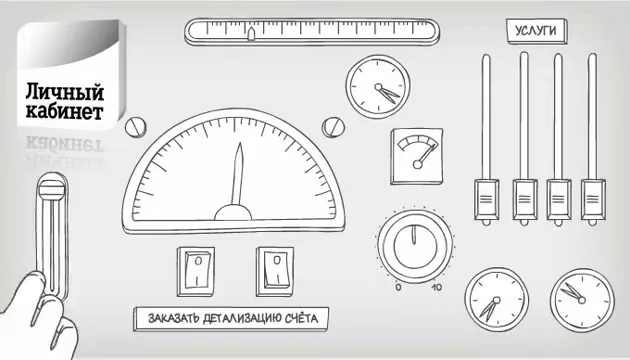 Личный
кабинет
УСЛУГИ
0 10
ЗАКАЗАТЬ ДЕТАЛИЗАЦИЮ СЧЁТА